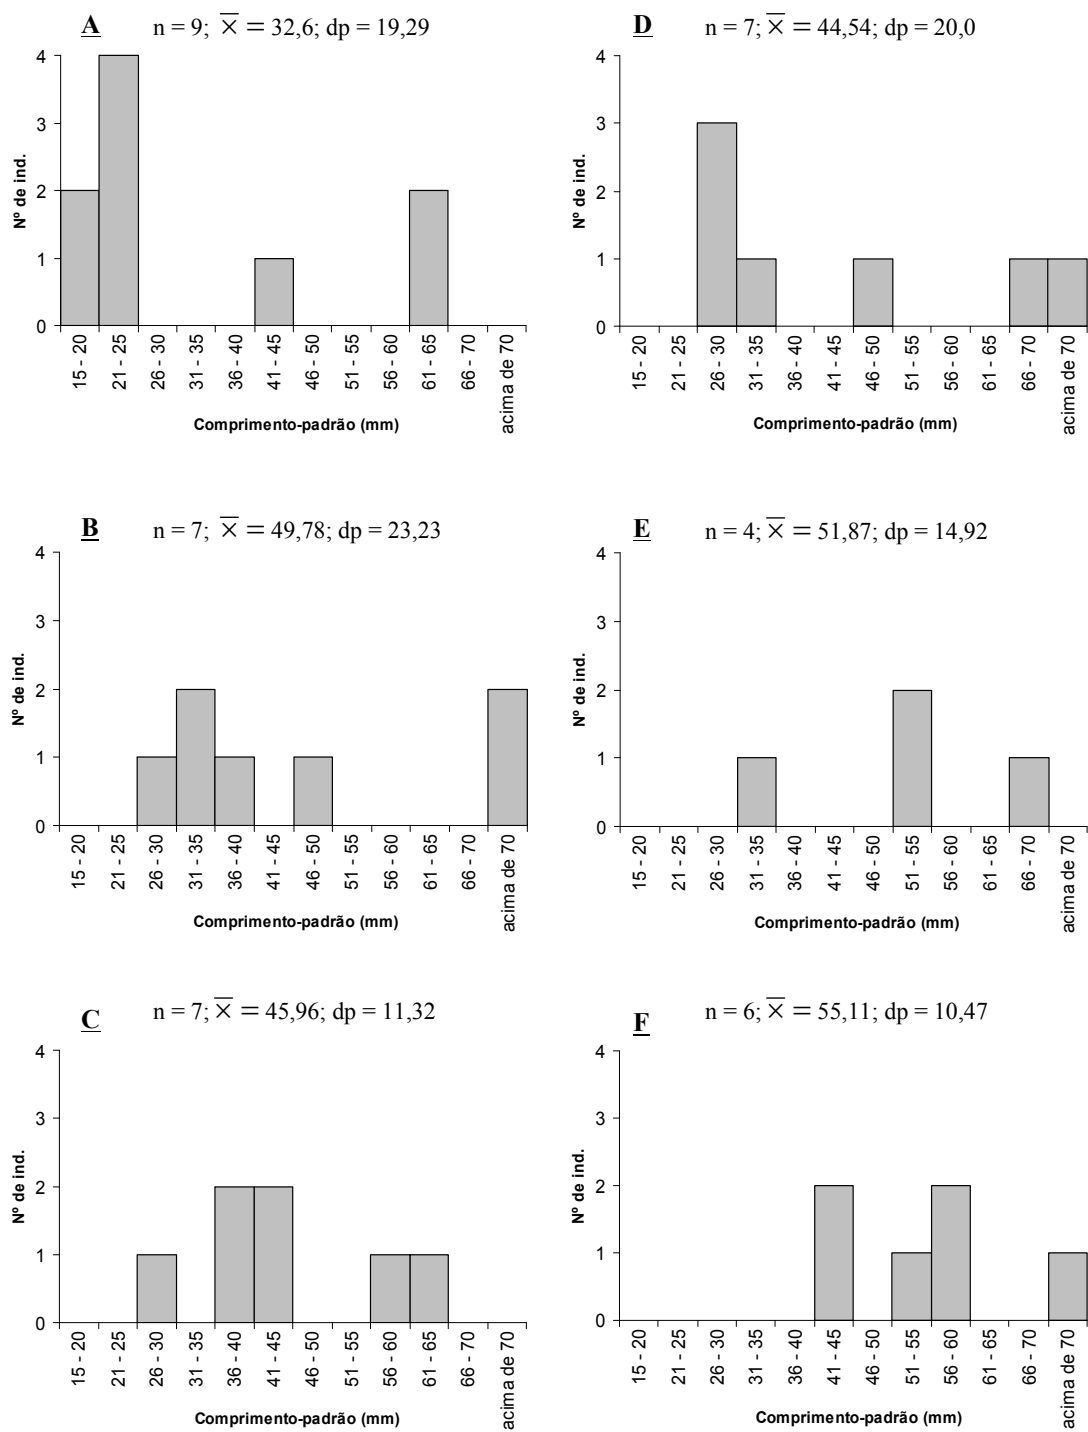 A n = 9; x̄ = 32,6; dp = 19,29
4
3
2
1
0
Nº de ind.
15 - 20
21 - 25
26 - 30
31 - 35
36 - 40
41 - 45
46 - 50
51 - 55
56 - 60
61 - 65
66 - 70
acima de 70
Comprimento-padrão (mm)
D n = 7; x̄ = 44,54; dp = 20,0
4
3
2
1
0
Nº de ind.
15 - 20
21 - 25
26 - 30
31 - 35
36 - 40
41 - 45
46 - 50
51 - 55
56 - 60
61 - 65
66 - 70
acima de 70
Comprimento-padrão (mm)
B n = 7; x̄ = 49,78; dp = 23,23
4
3
2
1
0
Nº de ind.
15 - 20
21 - 25
26 - 30
31 - 35
36 - 40
41 - 45
46 - 50
51 - 55
56 - 60
61 - 65
66 - 70
acima de 70
Comprimento-padrão (mm)
E n = 4; x̄ = 51,87; dp = 14,92
4
3
2
1
0
Nº de ind.
15 - 20
21 - 25
26 - 30
31 - 35
36 - 40
41 - 45
46 - 50
51 - 55
56 - 60
61 - 65
66 - 70
acima de 70
Comprimento-padrão (mm)
C n = 7; x̄ = 45,96; dp = 11,32
4
3
2
1
0
Nº de ind.
15 - 20
21 - 25
26 - 30
31 - 35
36 - 40
41 - 45
46 - 50
51 - 55
56 - 60
61 - 65
66 - 70
acima de 70
Comprimento-padrão (mm)
F n = 6; x̄ = 55,11; dp = 10,47
4
3
2
1
0
Nº de ind.
15 - 20
21 - 25
26 - 30
31 - 35
36 - 40
41 - 45
46 - 50
51 - 55
56 - 60
61 - 65
66 - 70
acima de 70
Comprimento-padrão (mm)